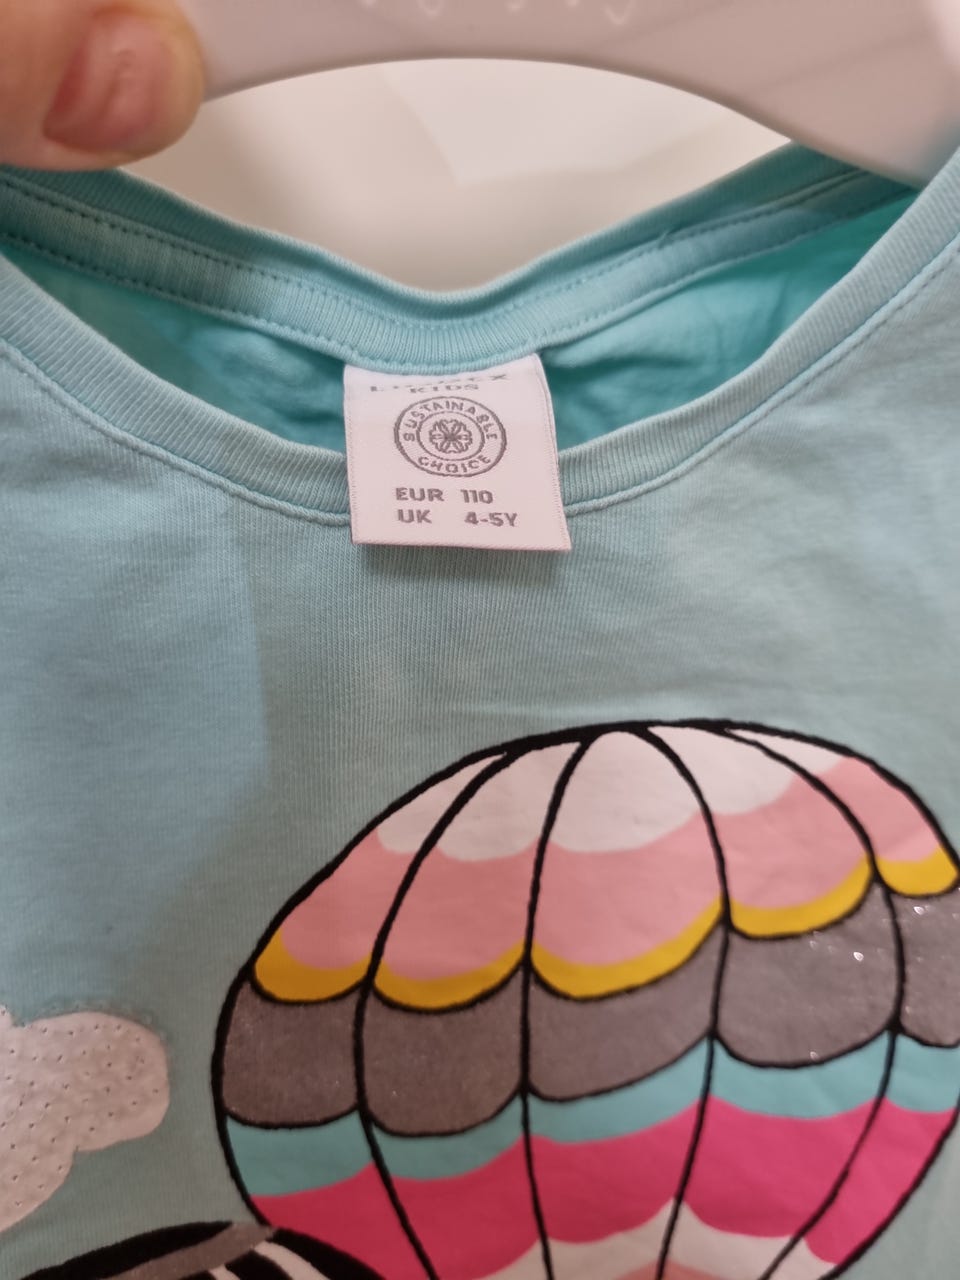 KIDS
SUSTAINABLE
CHOICE
EUR 110
UK 4-5Y